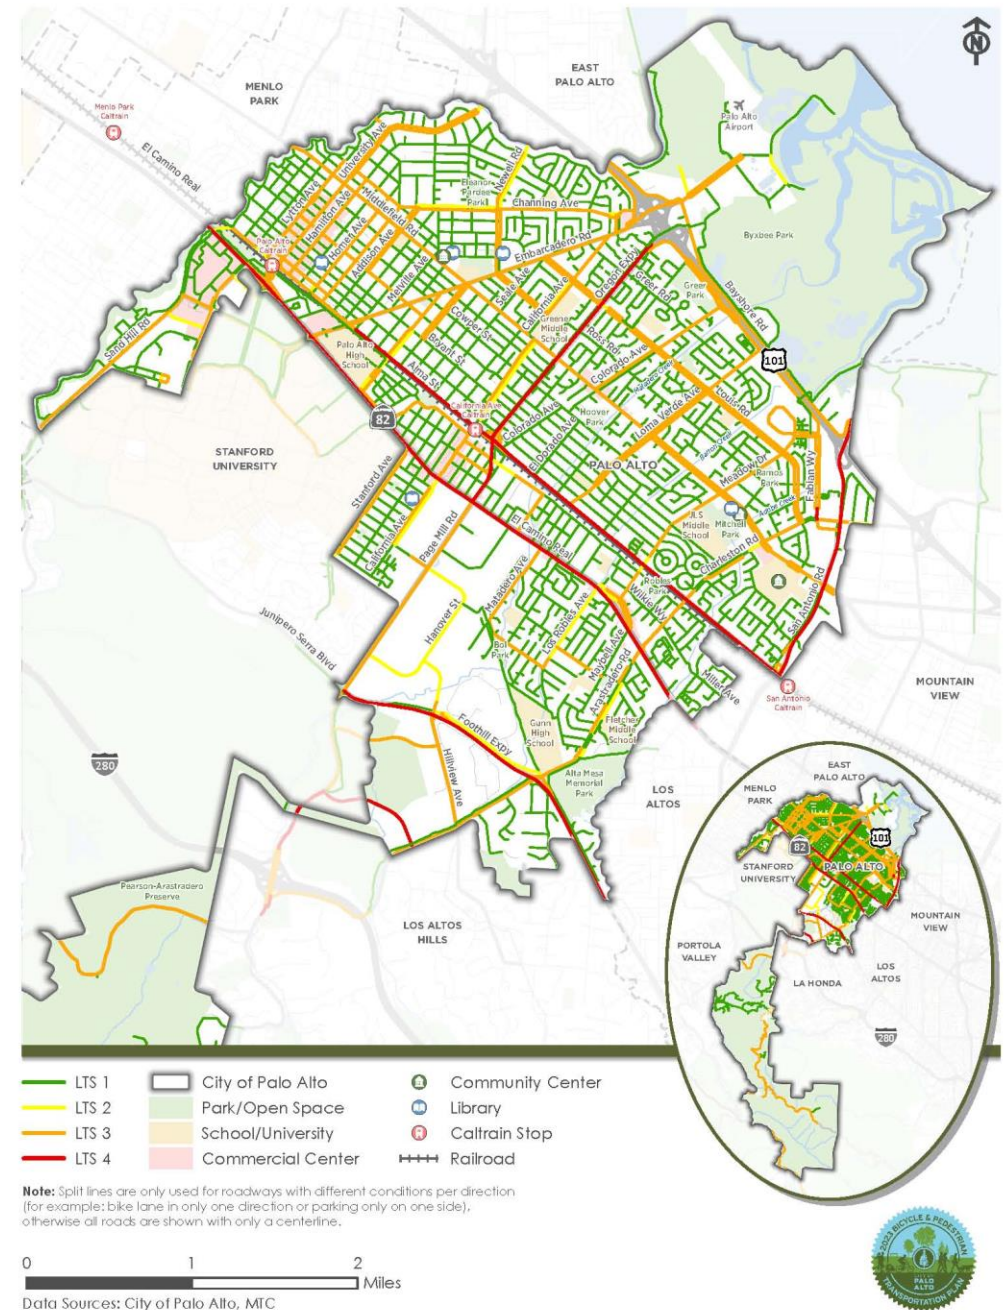 N
EAST
PALO ALTO
MENLO
PARK
Menlo Park
Caltrain
El Camino Real
Palo Alto
Airport
University Ave
Newell Rd
Eleanor
Pardee
Park
Channing Ave
Lytton Ave
Hamilton Ave
Middlefield Rd
Homer Ave
Addison Ave
Embarcadero Rd
Byxbee Park
Palo Alto
Caltrain
Melville Ave
Seale Ave
California Ave
Oregon Expy
Greer Rd
Greer
Park
Bayshore Rd
Sand Hill Rd
Cowper St
Bryant St
Greene
Middle
School
Ross Rd
Colorado Ave
101
Palo Alto
High
School
Alma St
Matadero Creek
Louis Rd
82
California Ave
Caltrain
Colorado Ave
Hoover
Park
Loma Verde Ave
El Dorado Ave
Barron Creek
STANFORD
UNIVERSITY
PALO ALTO
Meadow Dr
Ramos
Park
Fabian Wy
Stanford Ave
California Ave
Adobe Creek
JLS
Middle
School
Mitchell
Park
Page Mill Rd
El Camino Real
Charleston Rd
Matadero Ave
Robles
Park
San Antonio Rd
Hanover St
Los Robles Ave
Wilkie Wy
Junipero Serra Blvd
Bol
Park
Maybell Ave
Arastradero Rd
Miller Ave
MOUNTAIN
VIEW
San Antonio
Caltrain
Foothill Expy
Gunn
High
School
Fletcher
Middle
School
280
Hillview Ave
Alta Mesa
Memorial
Park
LOS
ALTOS
Pearson-Arastradero
Preserve
LOS ALTOS
HILLS
EAST
PALO ALTO
MENLO
PARK
101
82
STANFORD
UNIVERSITY
PALO ALTO
MOUNTAIN
VIEW
PORTOLA
VALLEY
LOS
ALTOS
LA HONDA
280
LTS 1
LTS 2
LTS 3
LTS 4
City of Palo Alto
Park/Open Space
School/University
Commercial Center
Community Center
Library
Caltrain Stop
Railroad
Note: Split lines are only used for roadways with different conditions per direction
(for example: bike lane in only one direction or parking only on one side),
otherwise all roads are shown with only a centerline.
0 1 2
Miles
Data Sources: City of Palo Alto, MTC
2023 BICYCLE & PEDESTRIAN
CITY OF
PALO
ALTO
TRANSPORTATION PLAN